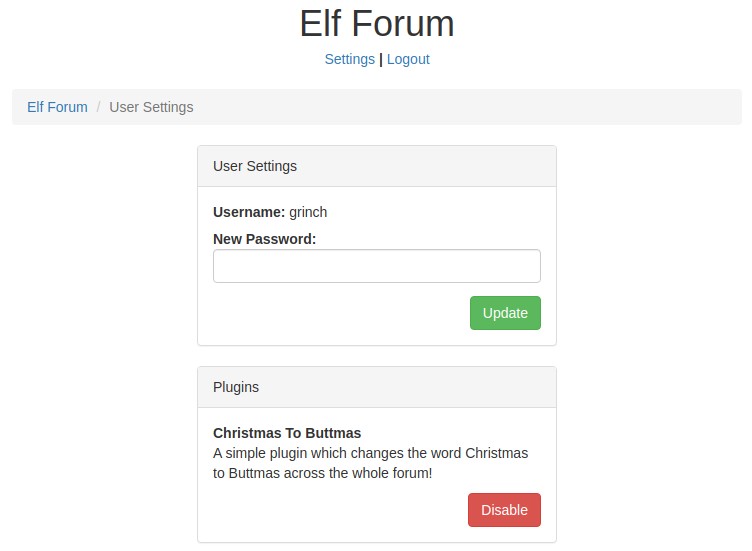 Elf Forum
Settings | Logout
Elf Forum / User Settings
User Settings
Username: grinch
New Password:
Update
Plugins
Christmas To Buttmas
A simple plugin which changes the word Christmas
to Buttmas across the whole forum!
Disable